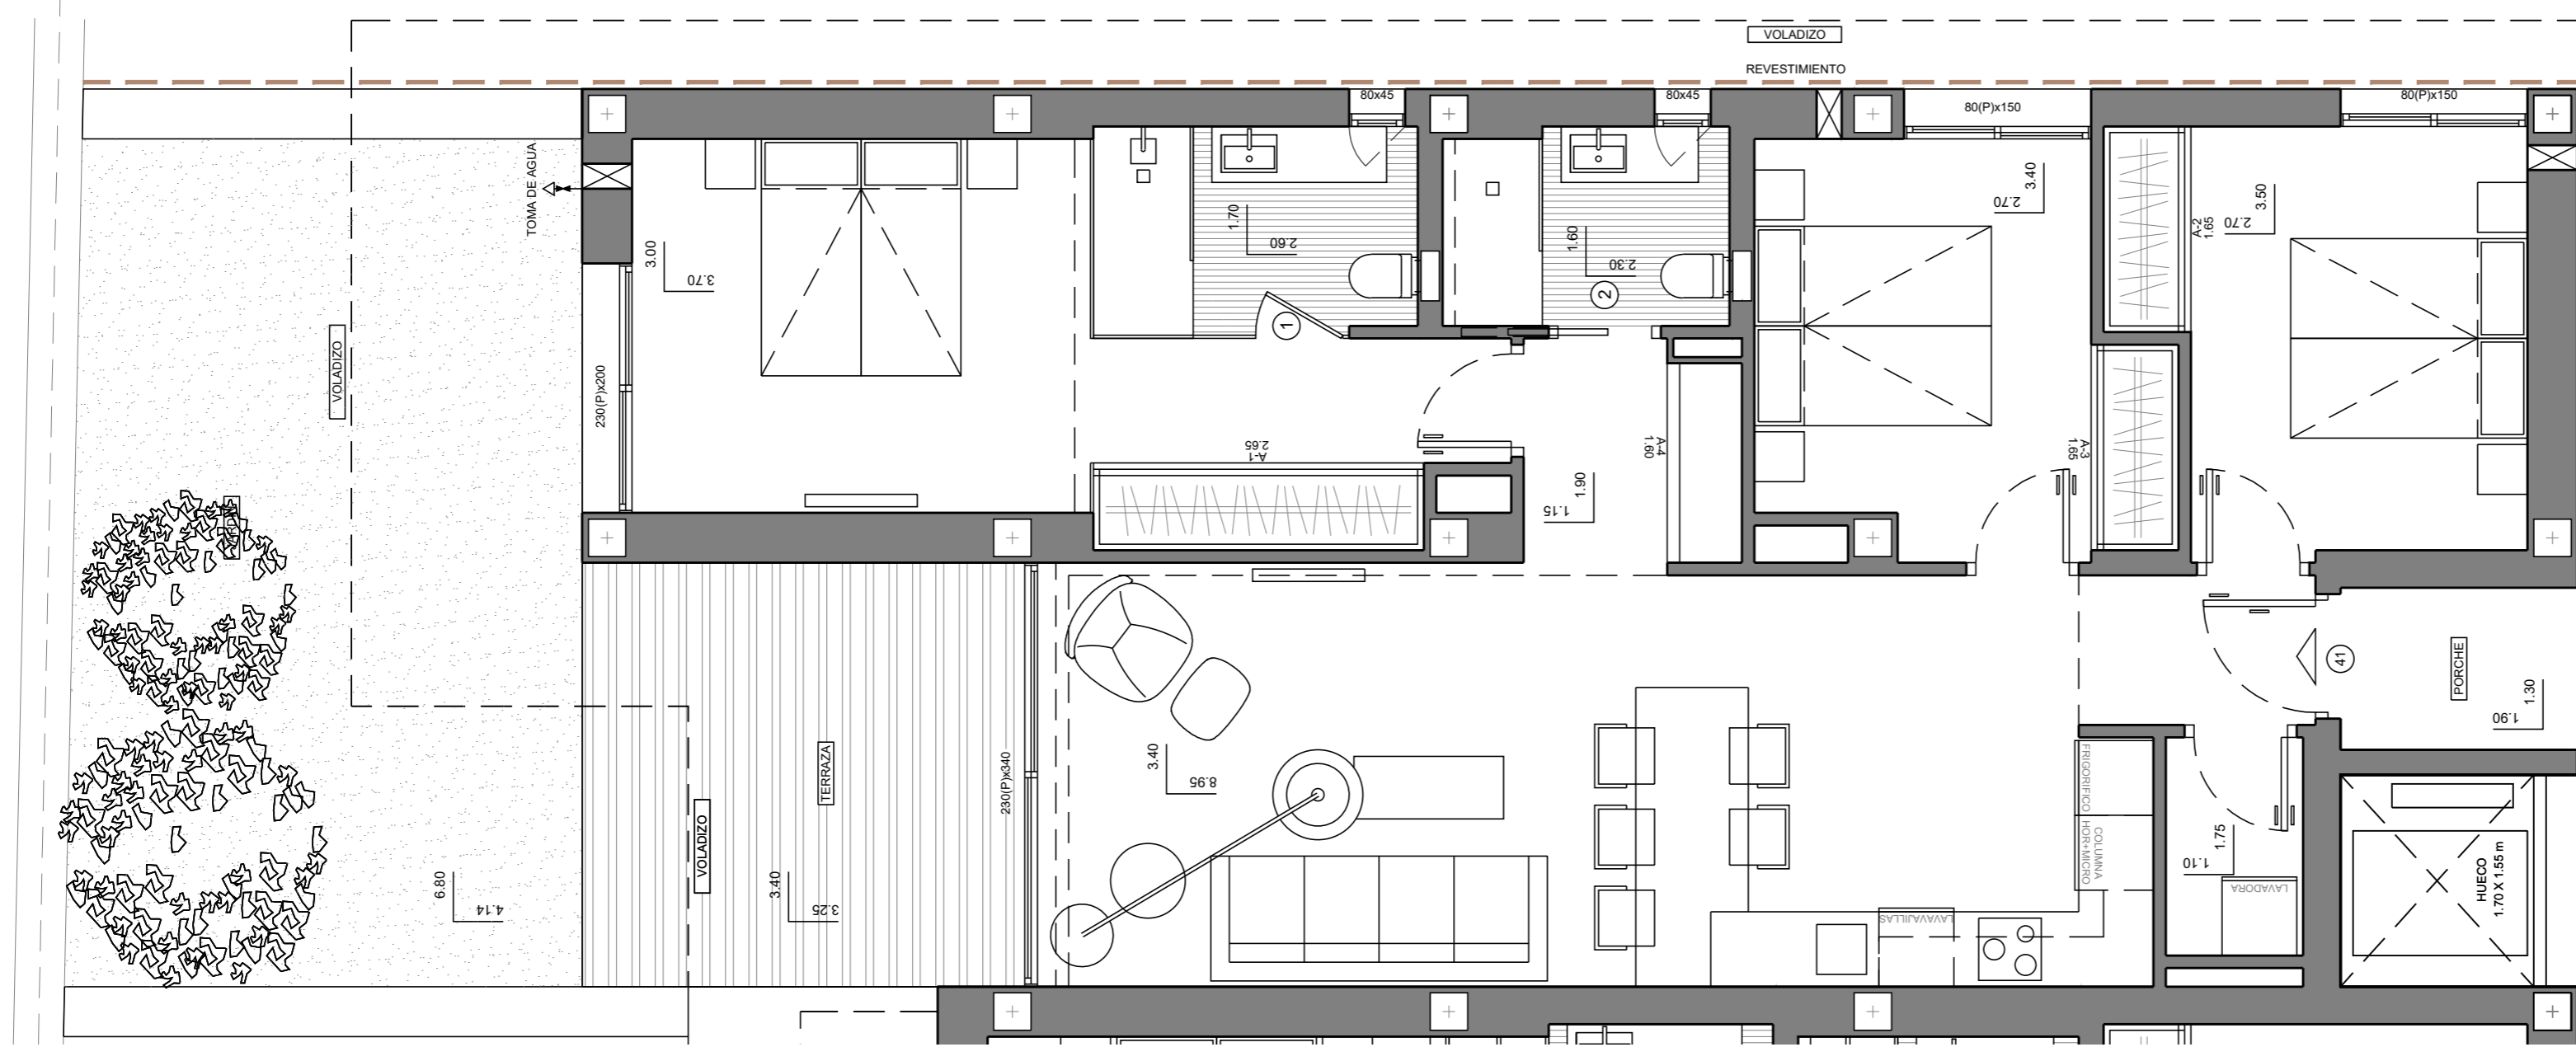 VOLADIZO
REVESTIMIENTO
80x45
80x45
80(P)x150
80(P)x150
TOMA DE AGUA
3.00
3.70
1.70
2.60
1
1.60
2.30
2
3.40
2.70
A-2
1.65
3.50
2.70
VOLADIZO
230(P)x200
A-1
2.65
A-4
1.60
A-3
1.65
1.90
1.15
41
PORCHE
1.30
1.90
TERRAZA
VOLADIZO
230(P)x340
3.40
8.95
6.80
4.14
3.40
3.25
FRIGORIFICO
COLUMNA
HOR+MICRO
LAVAVAJILLAS
1.75
1.10
LAVADORA
HUECO
1.70 X 1.55 m